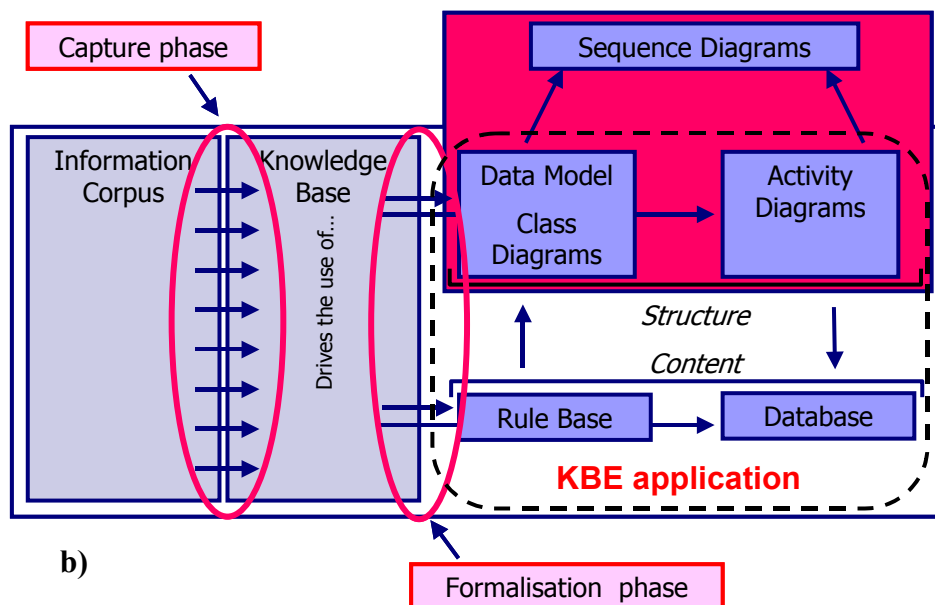 Capture phase
Sequence Diagrams
Information
Corpus
Knowledge
Base
Drives the use of...
Data Model
Class
Diagrams
Activity
Diagrams
Structure
Content
Rule Base
Database
KBE application
b)
Formalisation phase